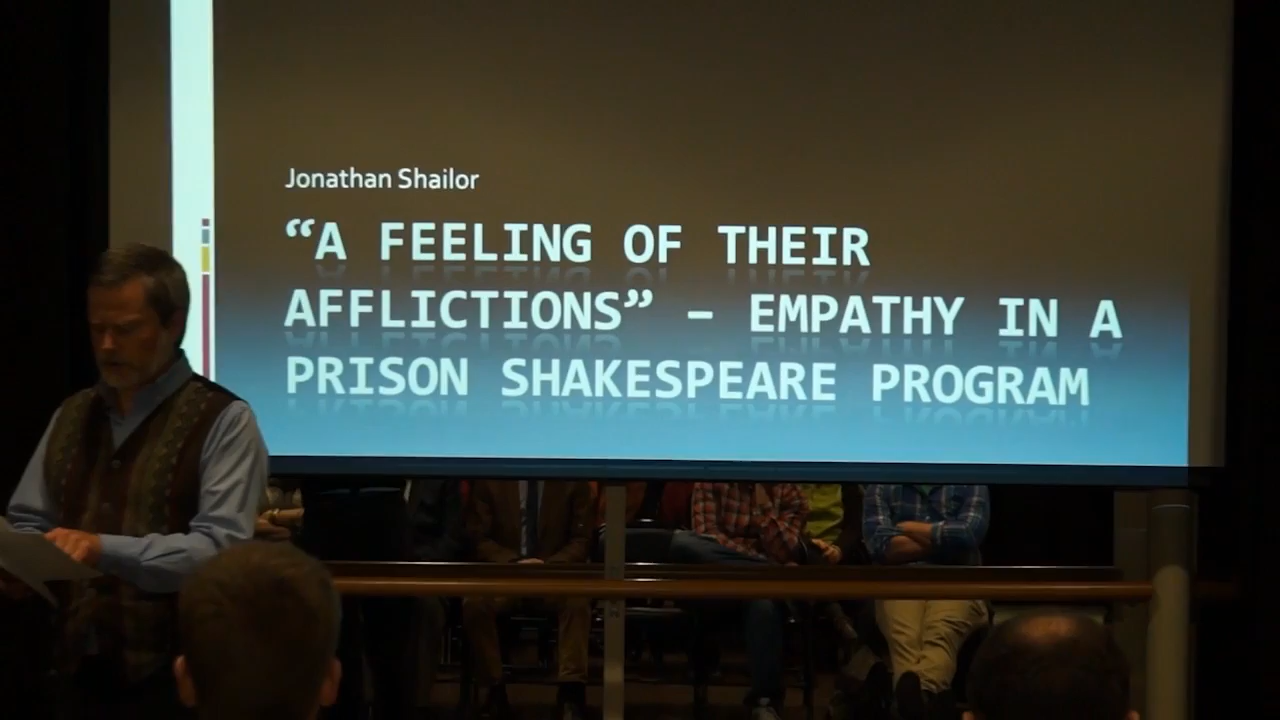 Jonathan Shailor
“A FEELING OF THEIR
AFFLICTIONS” – EMPATHY IN A
PRISON SHAKESPEARE PROGRAM